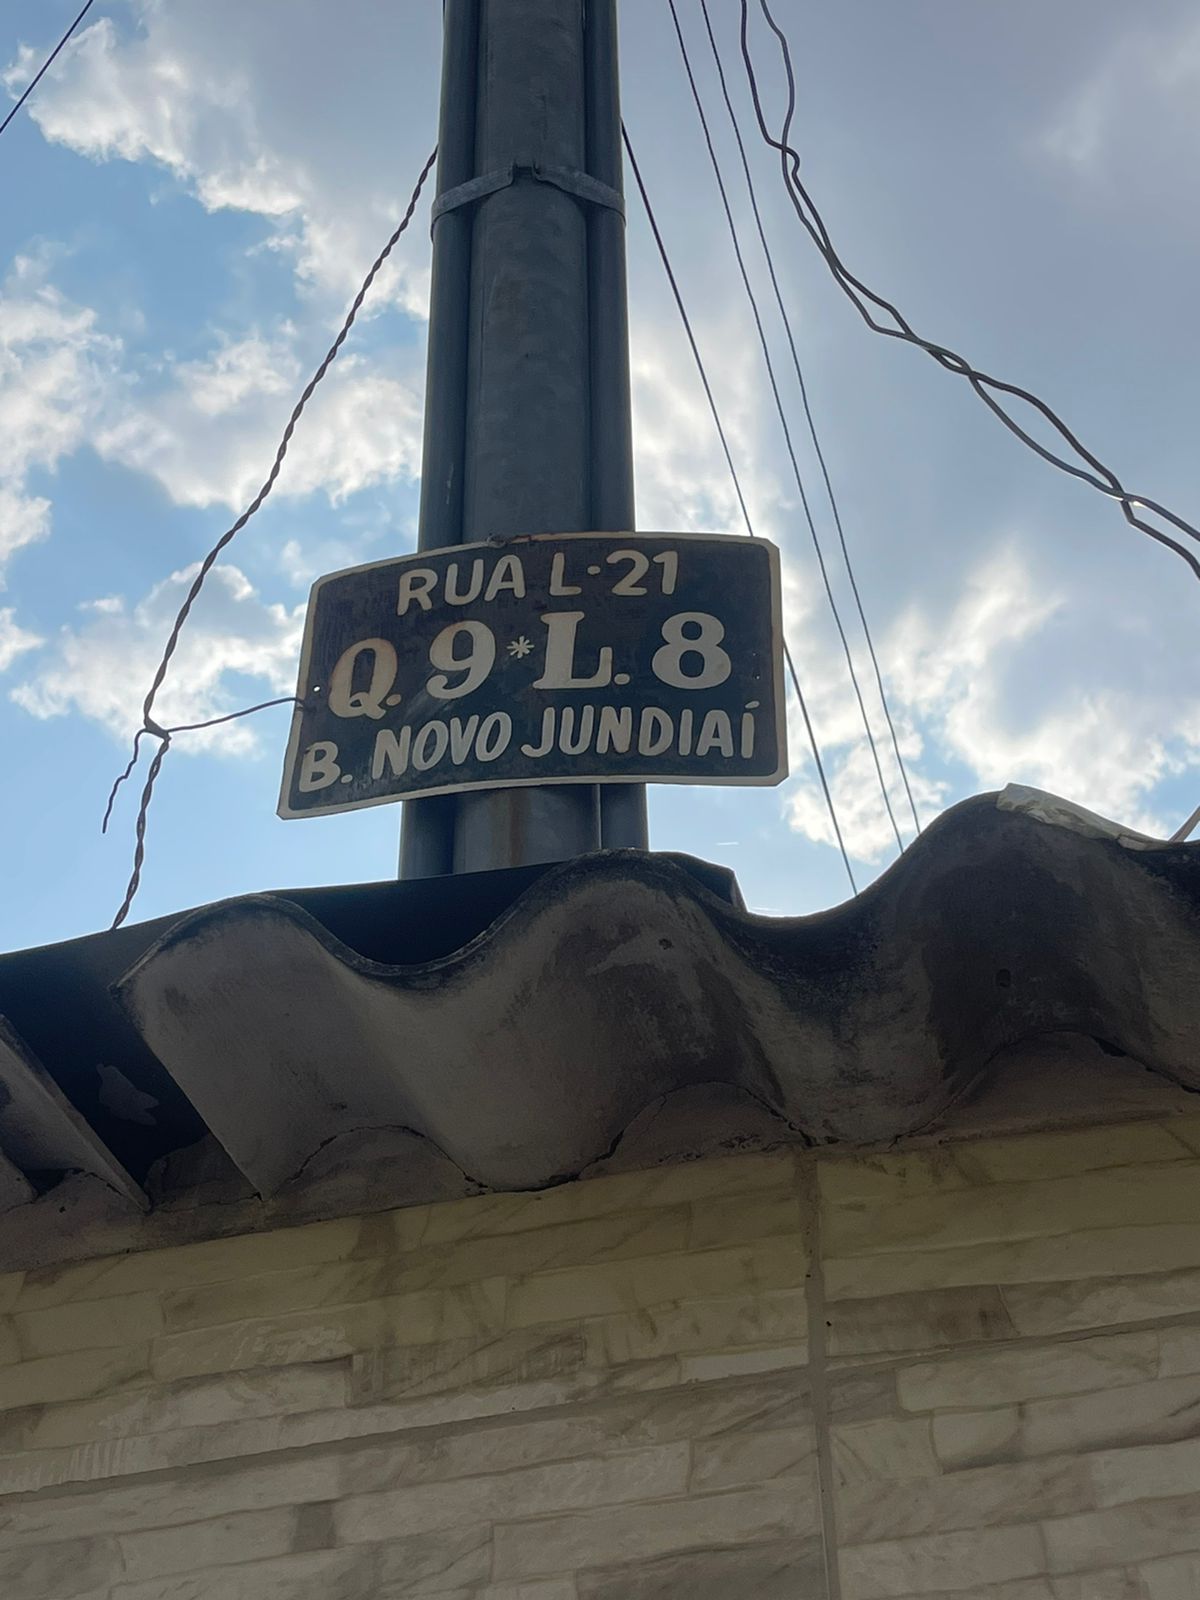 RUA L·21
Q. 9*L. 8
B. NOVO JUNDIAÍ